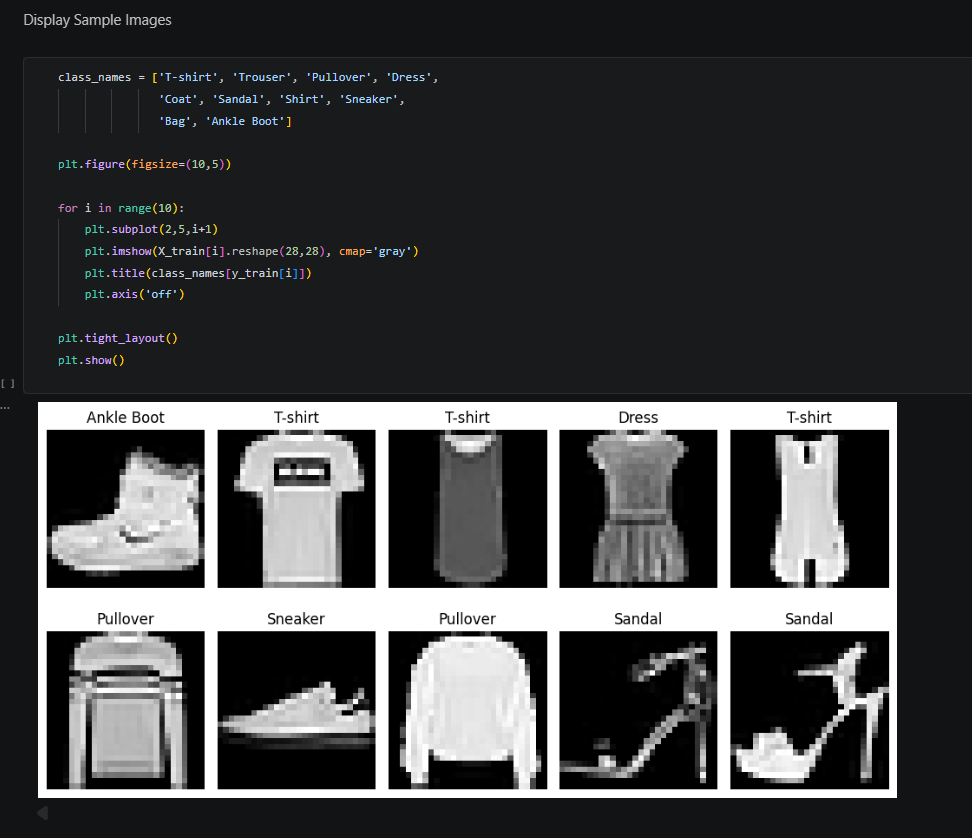 Display Sample Images
class_names = ['T-shirt', 'Trouser', 'Pullover', 'Dress',
'Coat', 'Sandal', 'Shirt', 'Sneaker',
'Bag', 'Ankle Boot']
plt.figure(figsize=(10,5))
for i in range(10):
plt.subplot(2,5,i+1)
plt.imshow(X_train[i].reshape(28,28), cmap='gray')
plt.title(class_names[y_train[i]])
plt.axis('off')
plt.tight_layout()
plt.show()
[ ]
...
Ankle Boot T-shirt T-shirt Dress T-shirt
Pullover Sneaker Pullover Sandal Sandal